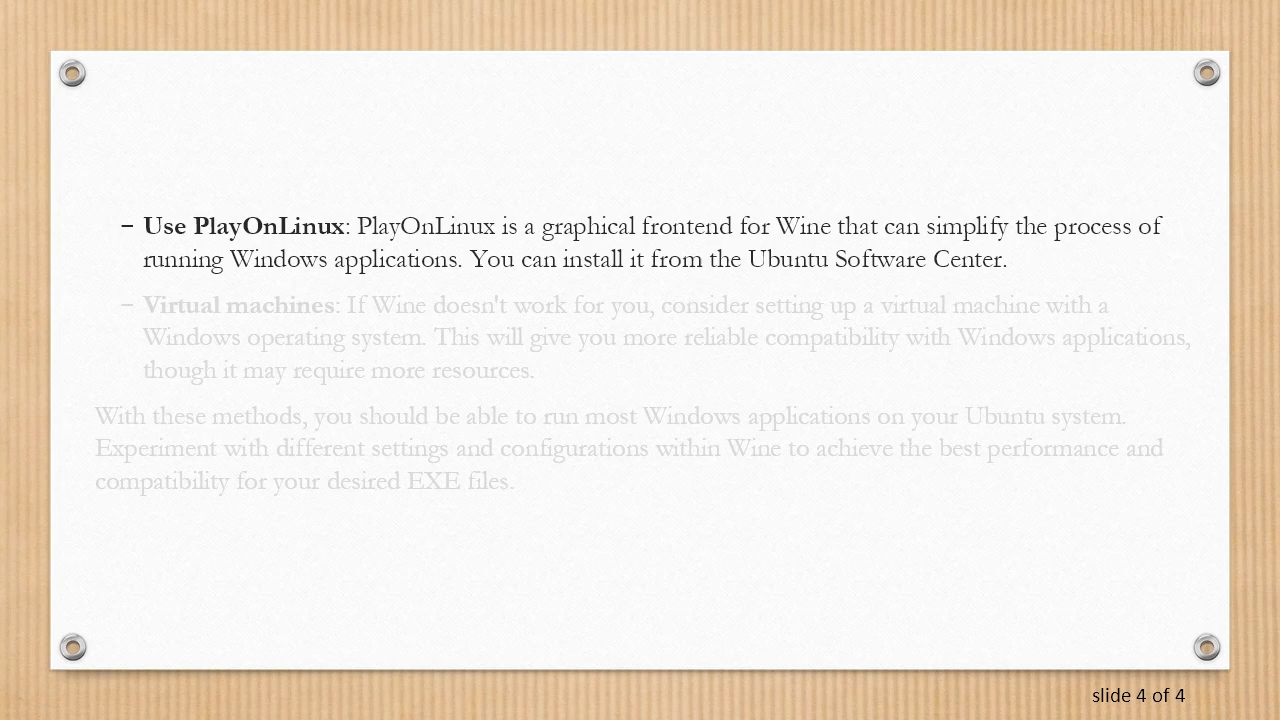 – Use PlayOnLinux: PlayOnLinux is a graphical frontend for Wine that can simplify the process of
running Windows applications. You can install it from the Ubuntu Software Center.
– Virtual machines: If Wine doesn't work for you, consider setting up a virtual machine with a
Windows operating system. This will give you more reliable compatibility with Windows applications,
though it may require more resources.
With these methods, you should be able to run most Windows applications on your Ubuntu system.
Experiment with different settings and configurations within Wine to achieve the best performance and
compatibility for your desired EXE files.
slide 4 of 4